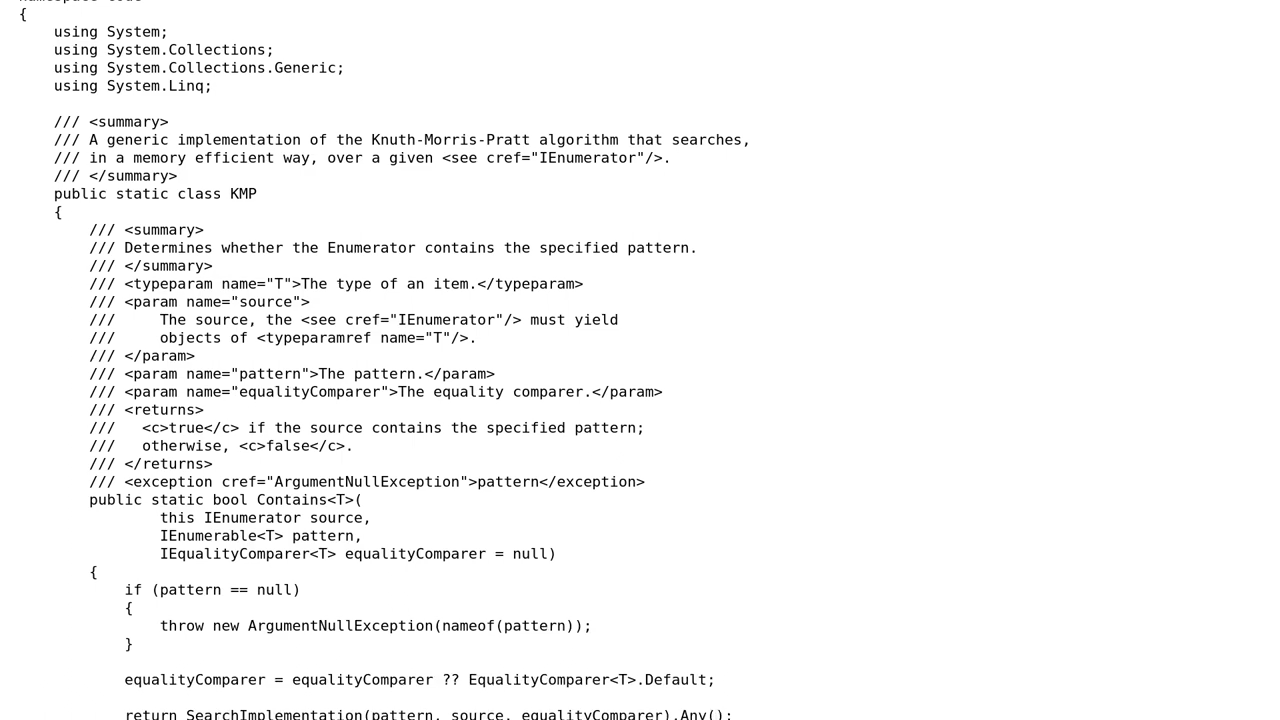 {
    using System;
    using System.Collections;
    using System.Collections.Generic;
    using System.Linq;

    /// <summary>
    /// A generic implementation of the Knuth-Morris-Pratt algorithm that searches,
    /// in a memory efficient way, over a given <see cref="IEnumerator"/>.
    /// </summary>
    public static class KMP
    {
        /// <summary>
        /// Determines whether the Enumerator contains the specified pattern.
        /// </summary>
        /// <typeparam name="T">The type of an item.</typeparam>
        /// <param name="source">
        ///     The source, the <see cref="IEnumerator"/> must yield
        ///     objects of <typeparamref name="T"/>.
        /// </param>
        /// <param name="pattern">The pattern.</param>
        /// <param name="equalityComparer">The equality comparer.</param>
        /// <returns>
        ///   <c>true</c> if the source contains the specified pattern;
        ///   otherwise, <c>false</c>.
        /// </returns>
        /// <exception cref="ArgumentNullException">pattern</exception>
        public static bool Contains<T>(
                this IEnumerator source,
                IEnumerable<T> pattern,
                IEqualityComparer<T> equalityComparer = null)
        {
            if (pattern == null)
            {
                throw new ArgumentNullException(nameof(pattern));
            }

            equalityComparer = equalityComparer ?? EqualityComparer<T>.Default;

            return SearchImplementation(pattern, source, equalityComparer).Any();